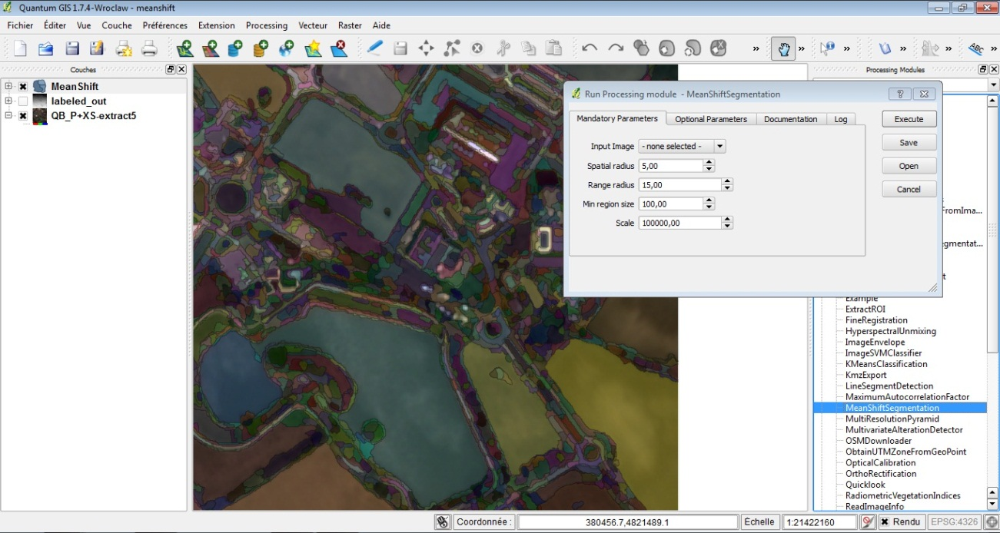 Quantum GIS 1.7.4-Wroclaw - meanshift
Fichier Éditer Vue Couche Préférences Extension Processing Vecteur Raster Aide
» » » » » ABC »
Couches
MeanShift
labeled_out
QB_P+XS-extract5
Processing Modules
Run Processing module - MeanShiftSegmentation
Mandatory Parameters Optional Parameters Documentation Log
Input Image - none selected -
Spatial radius 5,00
Range radius 15,00
Min region size 100,00
Scale 100000,00
Execute
Save
Open
Cancel
FromIma...
gmentat...
Example
ExtractROI
FineRegistration
HyperspectralUnmixing
ImageEnvelope
ImageSVMClassifier
KMeansClassification
KmzExport
LineSegmentDetection
MaximumAutocorrelationFactor
MeanShiftSegmentation
MultiResolutionPyramid
MultivariateAlterationDetector
OSMDownloader
ObtainUTMZoneFromGeoPoint
OpticalCalibration
OrthoRectification
Quicklook
RadiometricVegetationIndices
ReadImageInfo
Coordonnée : 380456.7,4821489.1 Échelle 1:21422160 Rendu EPSG:4326